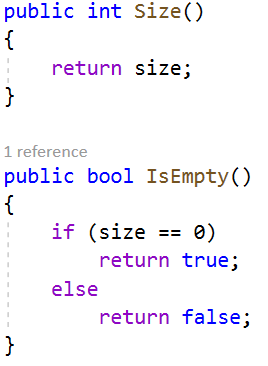 public int Size()
{
    return size;
}
1 reference
public bool IsEmpty()
{
    if (size == 0)
        return true;
    else
        return false;
}